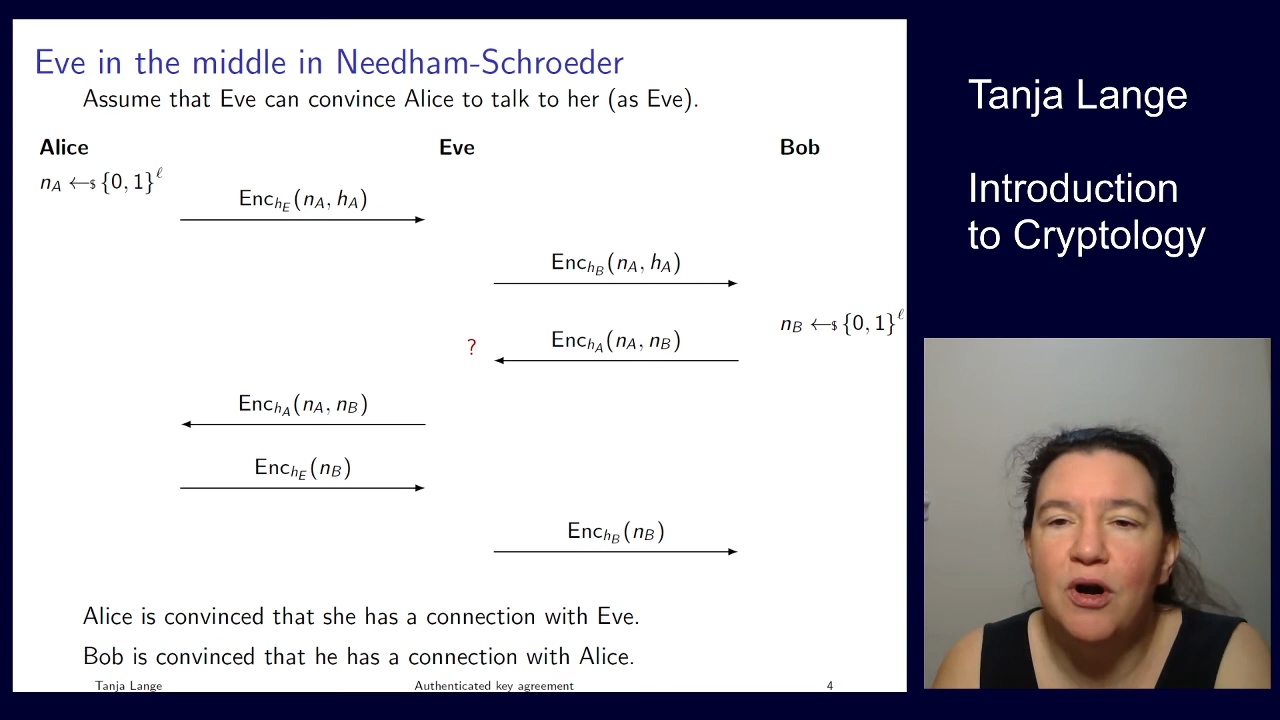 Eve in the middle in Needham-Schroeder
Assume that Eve can convince Alice to talk to her (as Eve).
Alice Eve Bob
n_A ←$ {0, 1}^ℓ
Enc_{h_E}(n_A, h_A)
Enc_{h_B}(n_A, h_A)
n_B ←$ {0, 1}^ℓ
? Enc_{h_A}(n_A, n_B)
Enc_{h_A}(n_A, n_B)
Enc_{h_E}(n_B)
Enc_{h_B}(n_B)
Alice is convinced that she has a connection with Eve.
Bob is convinced that he has a connection with Alice.
Tanja Lange Authenticated key agreement 4
Tanja Lange
Introduction
to Cryptology